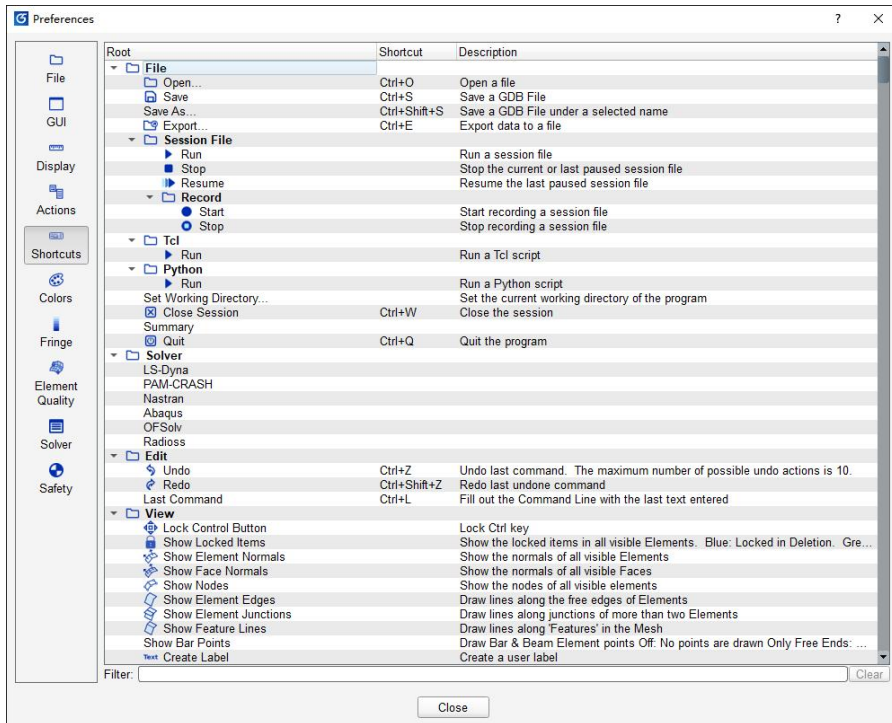 Preferences
File
GUI
Display
Actions
Shortcuts
Colors
Fringe
Element
Quality
Solver
Safety
Root Shortcut Description
File
Open... Ctrl+O Open a file
Save Ctrl+S Save a GDB File
Save As... Ctrl+Shift+S Save a GDB File under a selected name
Export... Ctrl+E Export data to a file
Session File
Run Run a session file
Stop Stop the current or last paused session file
Resume Resume the last paused session file
Record
Start Start recording a session file
Stop Stop recording a session file
Tcl
Run Run a Tcl script
Python
Run Run a Python script
Set Working Directory... Set the current working directory of the program
Close Session Ctrl+W Close the session
Summary
Quit Ctrl+Q Quit the program
Solver
LS-Dyna
PAM-CRASH
Nastran
Abaqus
OFSolv
Radioss
Edit
Undo Ctrl+Z Undo last command. The maximum number of possible undo actions is 10.
Redo Ctrl+Shift+Z Redo last undone command
Last Command Ctrl+L Fill out the Command Line with the last text entered
View
Lock Control Button Lock Ctrl key
Show Locked Items Show the locked items in all visible Elements. Blue: Locked in Deletion. Gre...
Show Element Normals Show the normals of all visible Elements
Show Face Normals Show the normals of all visible Faces
Show Nodes Show the nodes of all visible elements
Show Element Edges Draw lines along the free edges of Elements
Show Element Junctions Draw lines along junctions of more than two Elements
Show Feature Lines Draw lines along 'Features' in the Mesh
Show Bar Points Draw Bar & Beam Element points Off: No points are drawn Only Free Ends: ...
Text Create Label Create a user label
Filter: Clear
Close